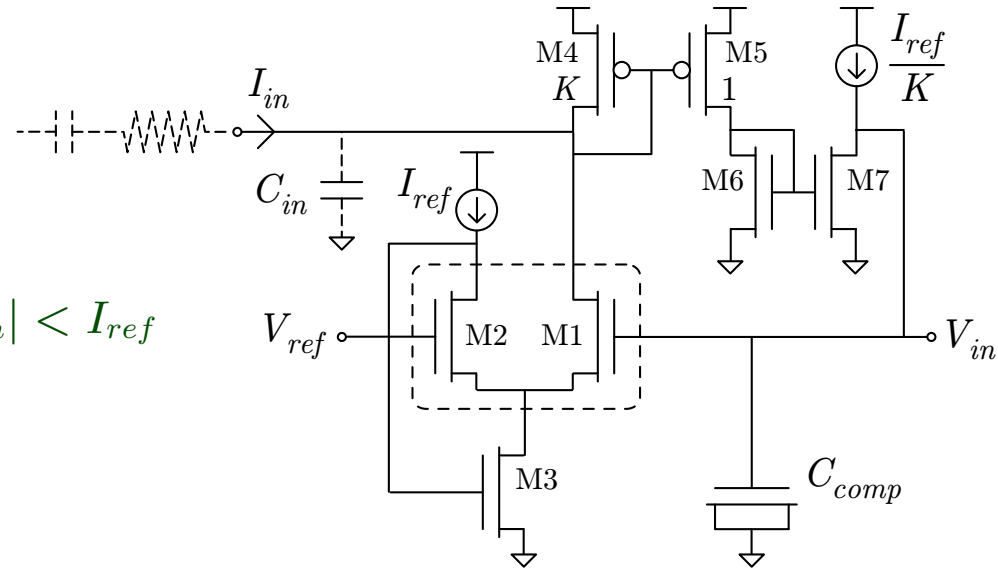 M4
K
M5
1
I_ref / K
I_in
C_in
I_ref
M6
M7
| < I_ref
V_ref
M2
M1
V_in
M3
C_comp